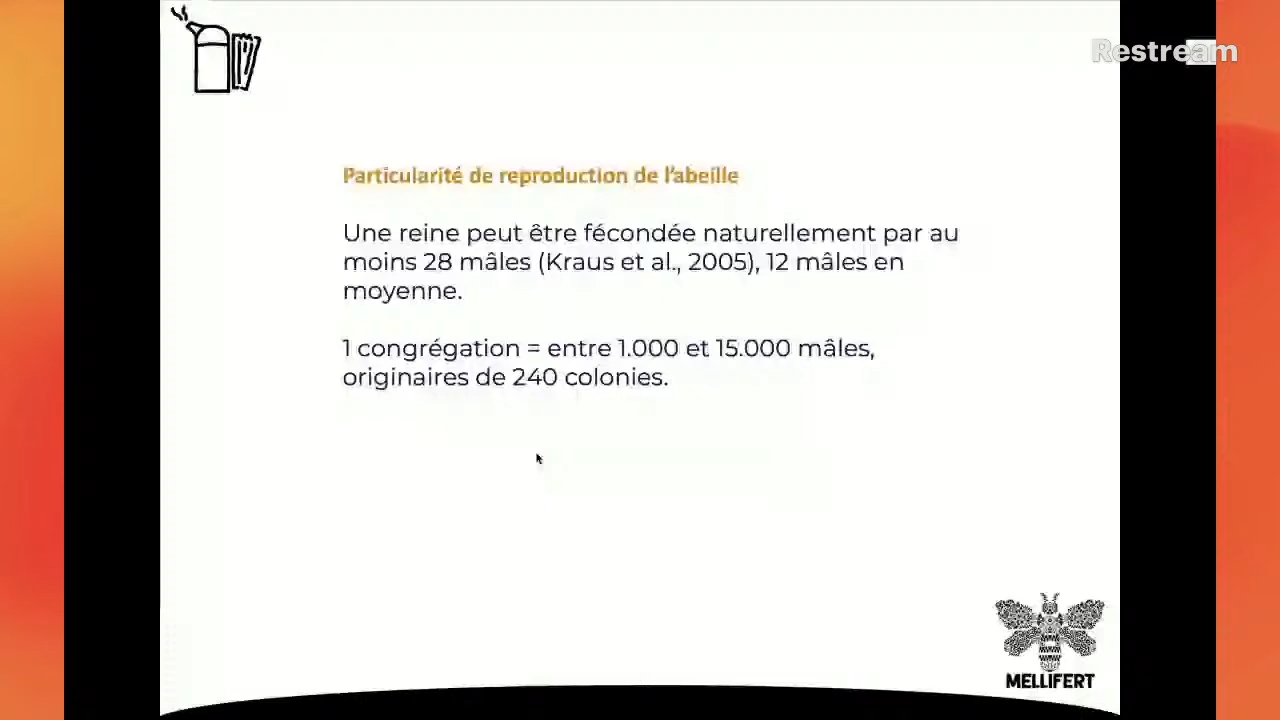 Restream
Particularité de reproduction de l'abeille
Une reine peut être fécondée naturellement par au
moins 28 mâles (Kraus et al., 2005), 12 mâles en
moyenne.
1 congrégation = entre 1.000 et 15.000 mâles,
originaires de 240 colonies.
MELLIFERT